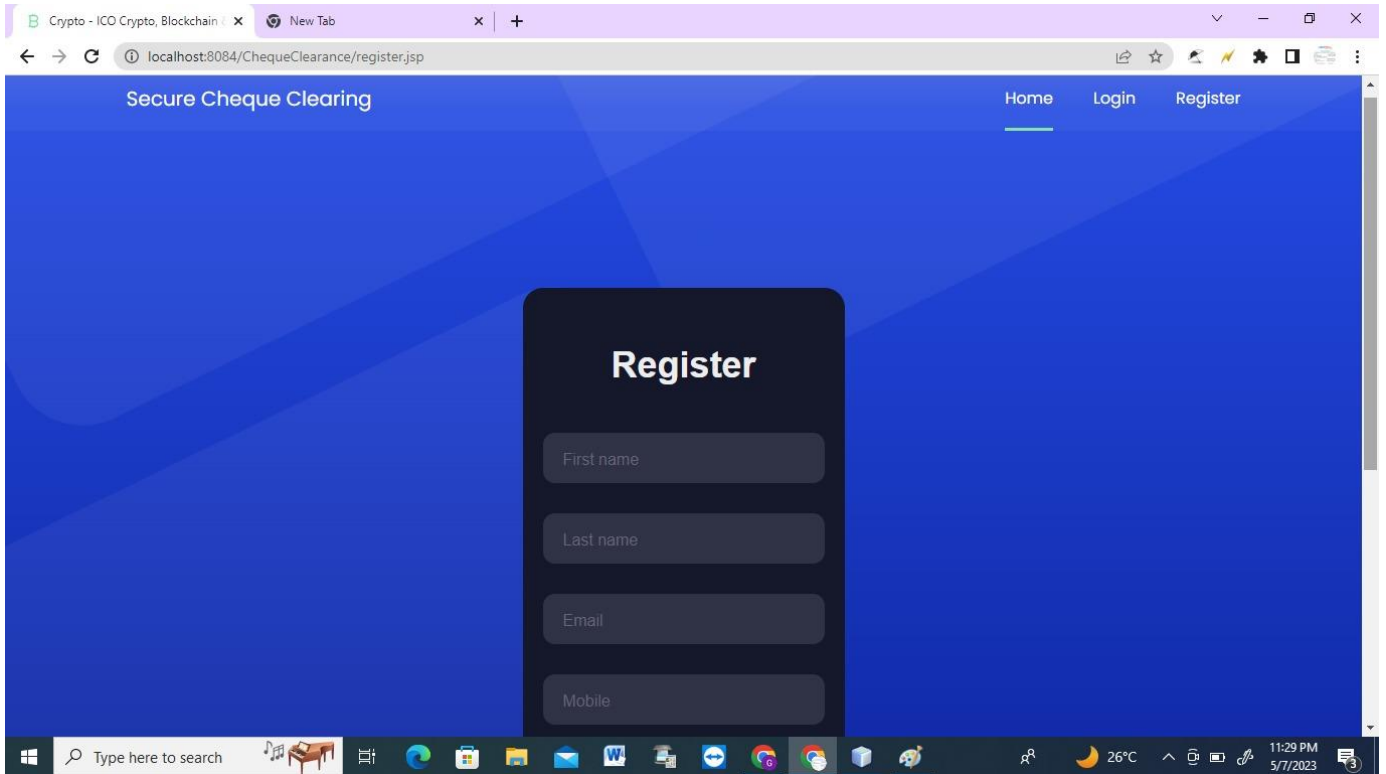 Crypto - ICO Crypto, Blockchain
New Tab
localhost:8084/ChequeClearance/register.jsp
Secure Cheque Clearing
Home Login Register
Register
First name
Last name
Email
Mobile
Type here to search
26°C
11:29 PM
5/7/2023
3